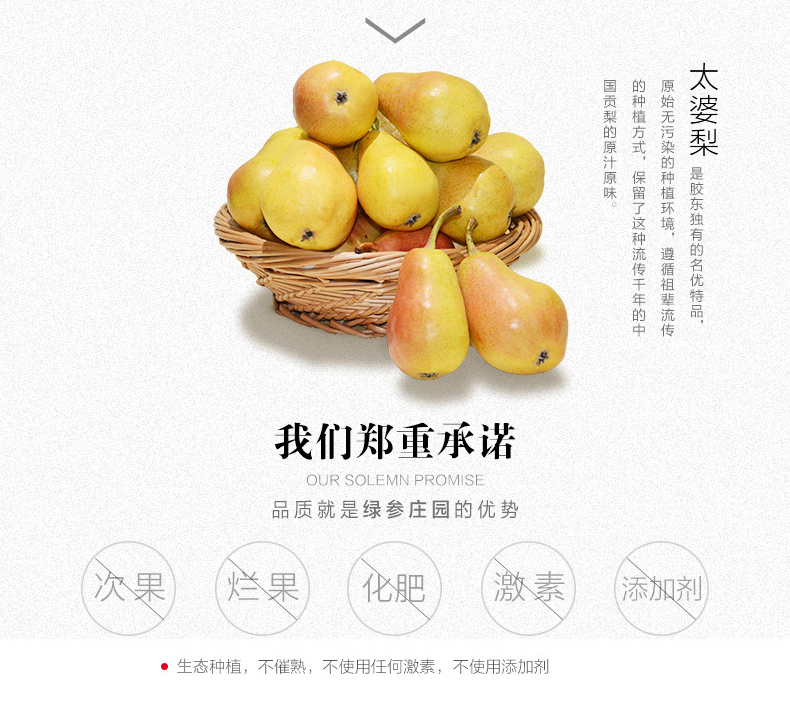 太婆梨 是胶东独有的名优特品，
原始无污染的种植环境，遵循祖辈流传
的种植方式，保留了这种流传千年的中
国贡梨的原汁原味。
我们郑重承诺
OUR SOLEMN PROMISE
品质就是绿参庄园的优势
次果 烂果 化肥 激素 添加剂
生态种植，不催熟，不使用任何激素，不使用添加剂